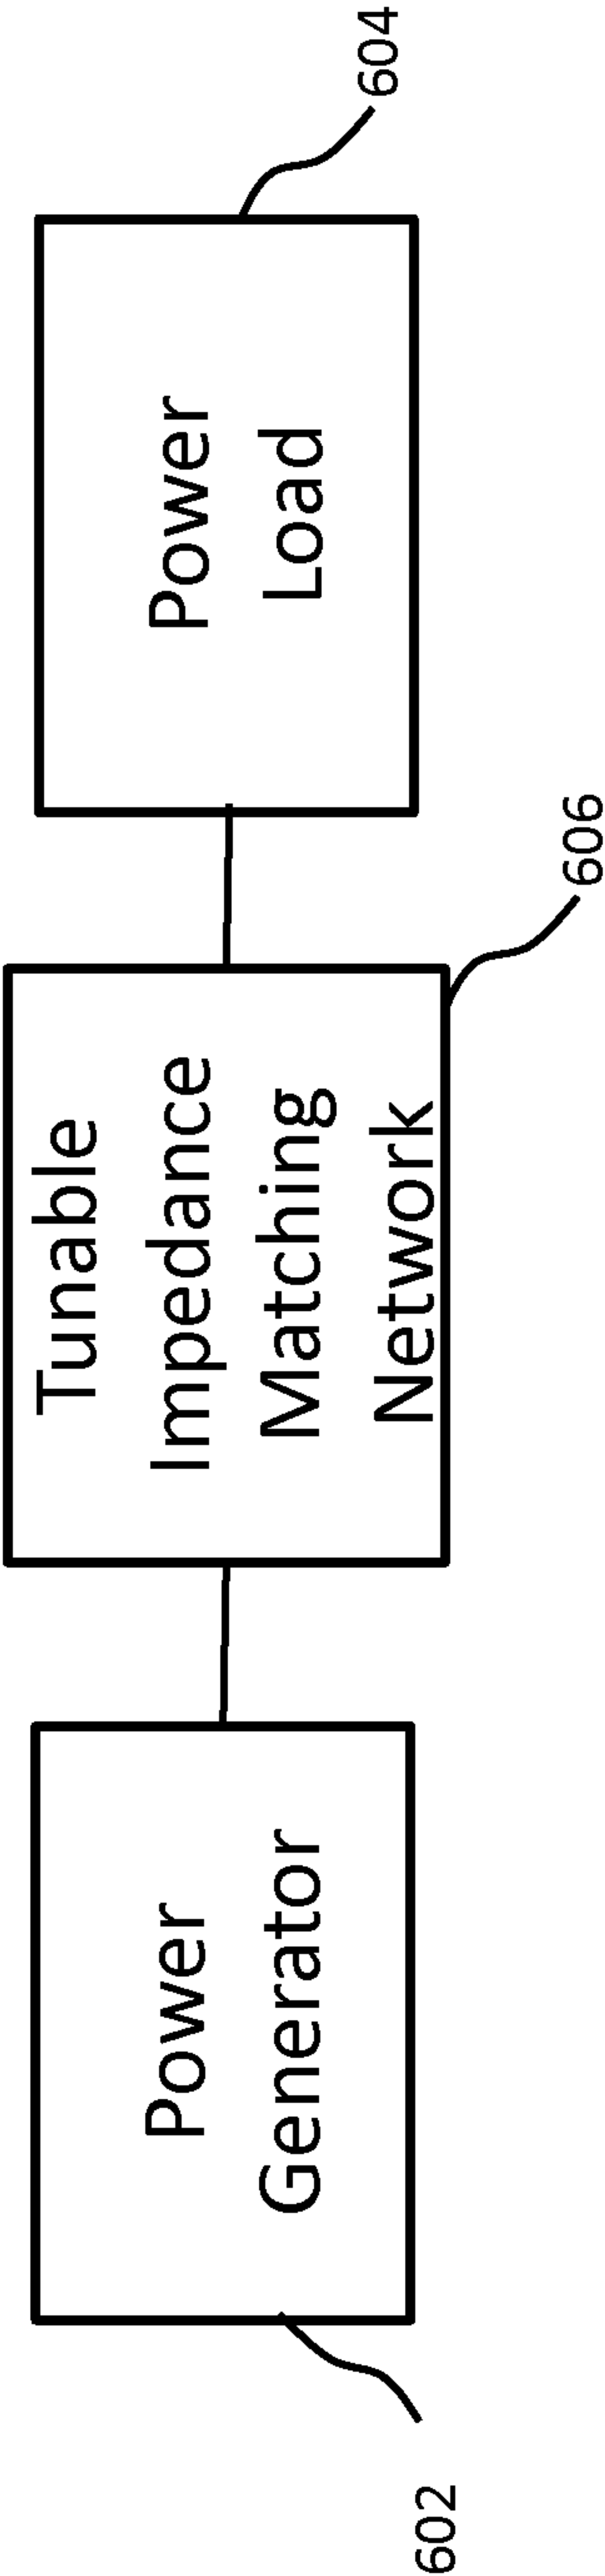 Power
Generator
602
Tunable
Impedance
Matching
Network
606
Power
Load
604